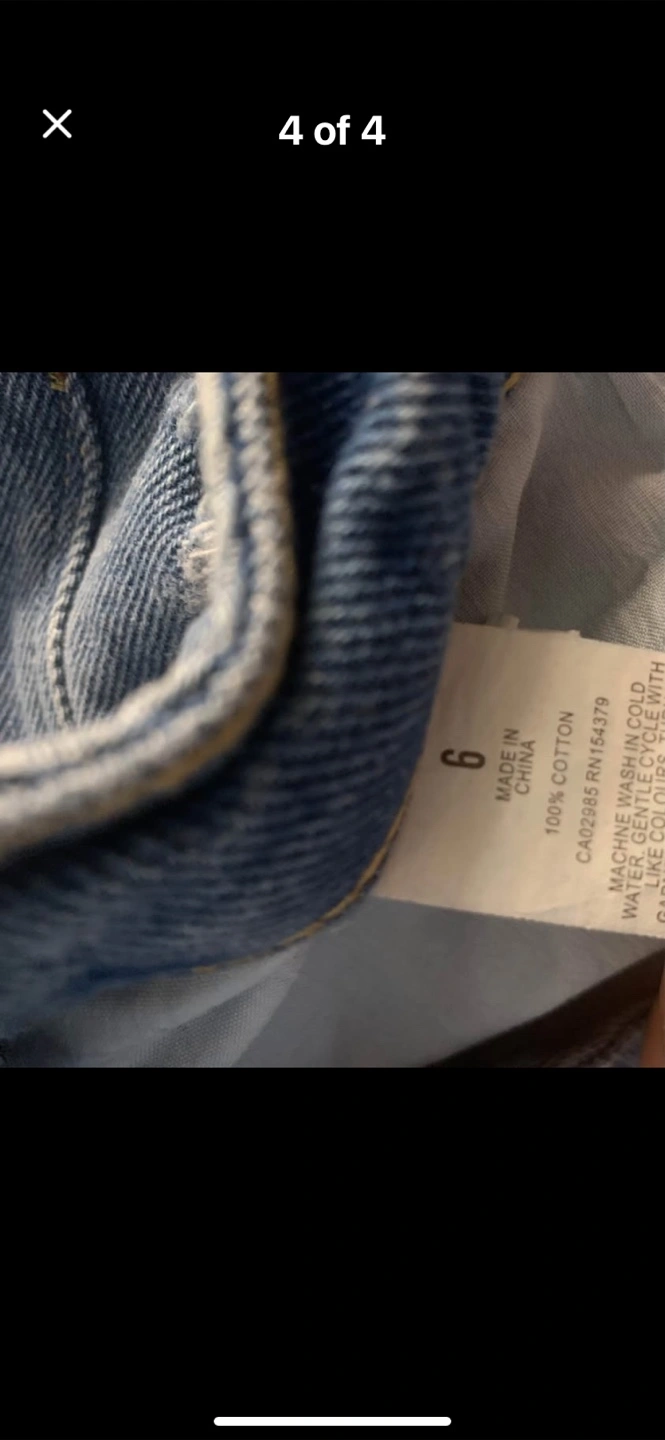 4 of 4
6
MADE IN
CHINA
100% COTTON
CA02985 RN154379
MACHNE WASH IN COLD
WATER. GENTLE CYCLE WITH
LIKE